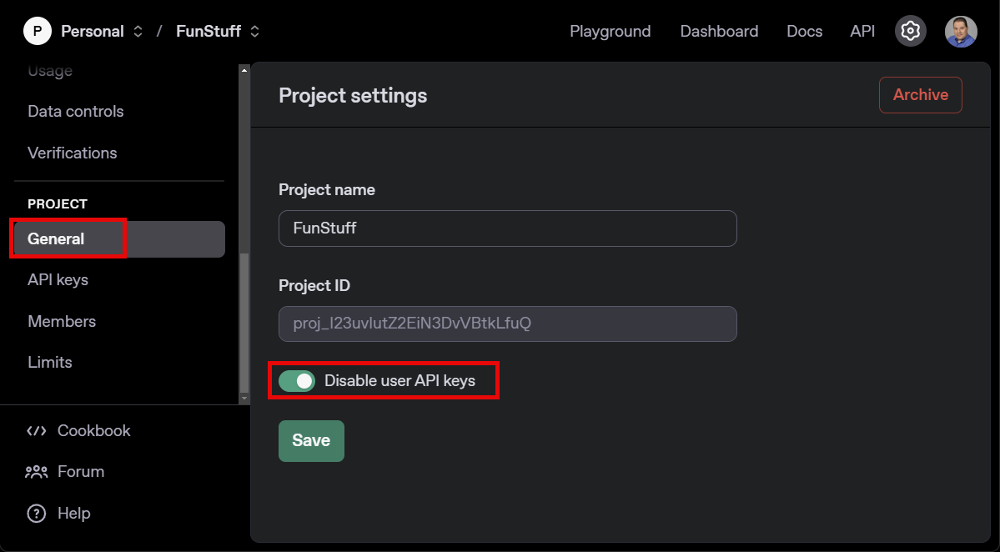 P Personal / FunStuff Playground Dashboard Docs API
Usage
Data controls
Verifications
PROJECT
General
API keys
Members
Limits
</> Cookbook
Forum
? Help
Project settings Archive
Project name
FunStuff
Project ID
proj_I23uvIutZ2EiN3DvVBtkLfuQ
Disable user API keys
Save